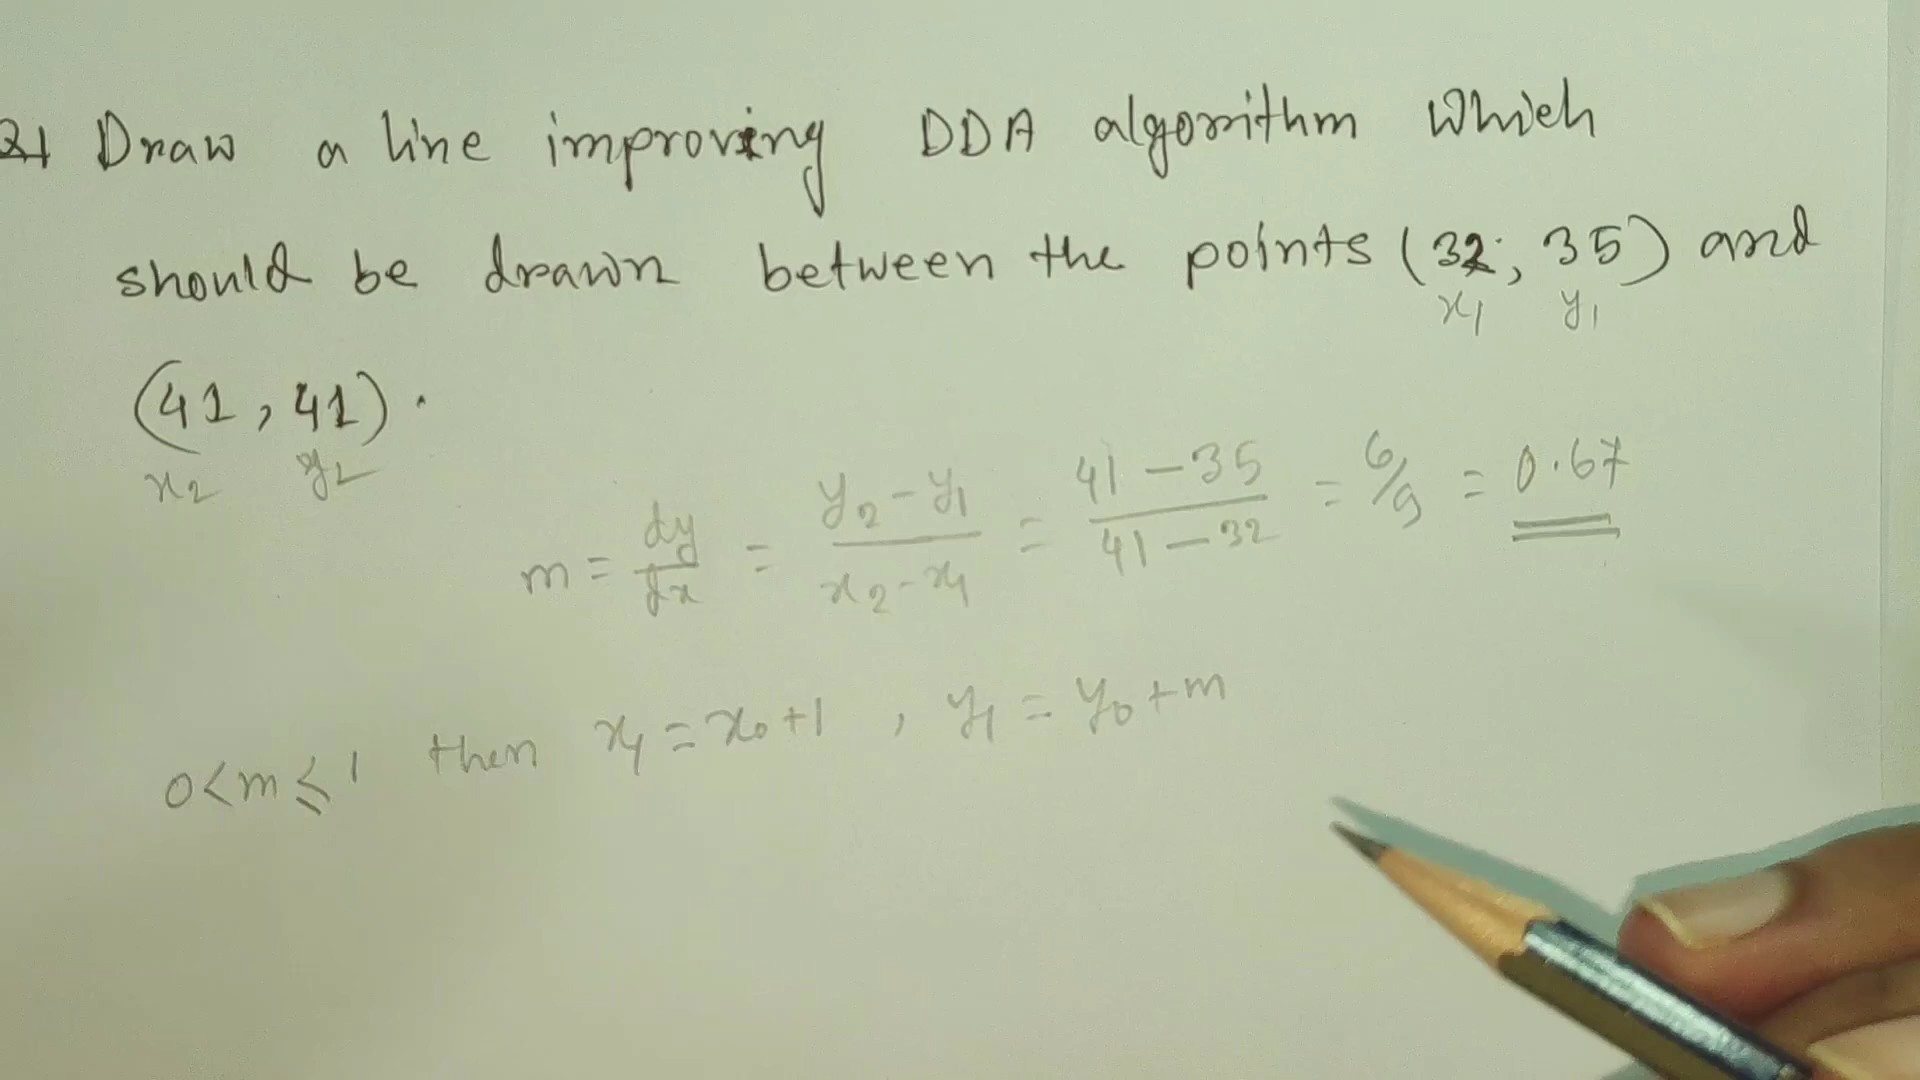 Q1 Draw a line improving DDA algorithm which
should be drawn between the points (32, 35) and
x1 y1
(41, 41).
x2 y2
m = dy/dx = y2-y1/x2-x1 = 41-35/41-32 = 6/9 = 0.67
0<m≤1 then x1=x0+1, y1=y0+m